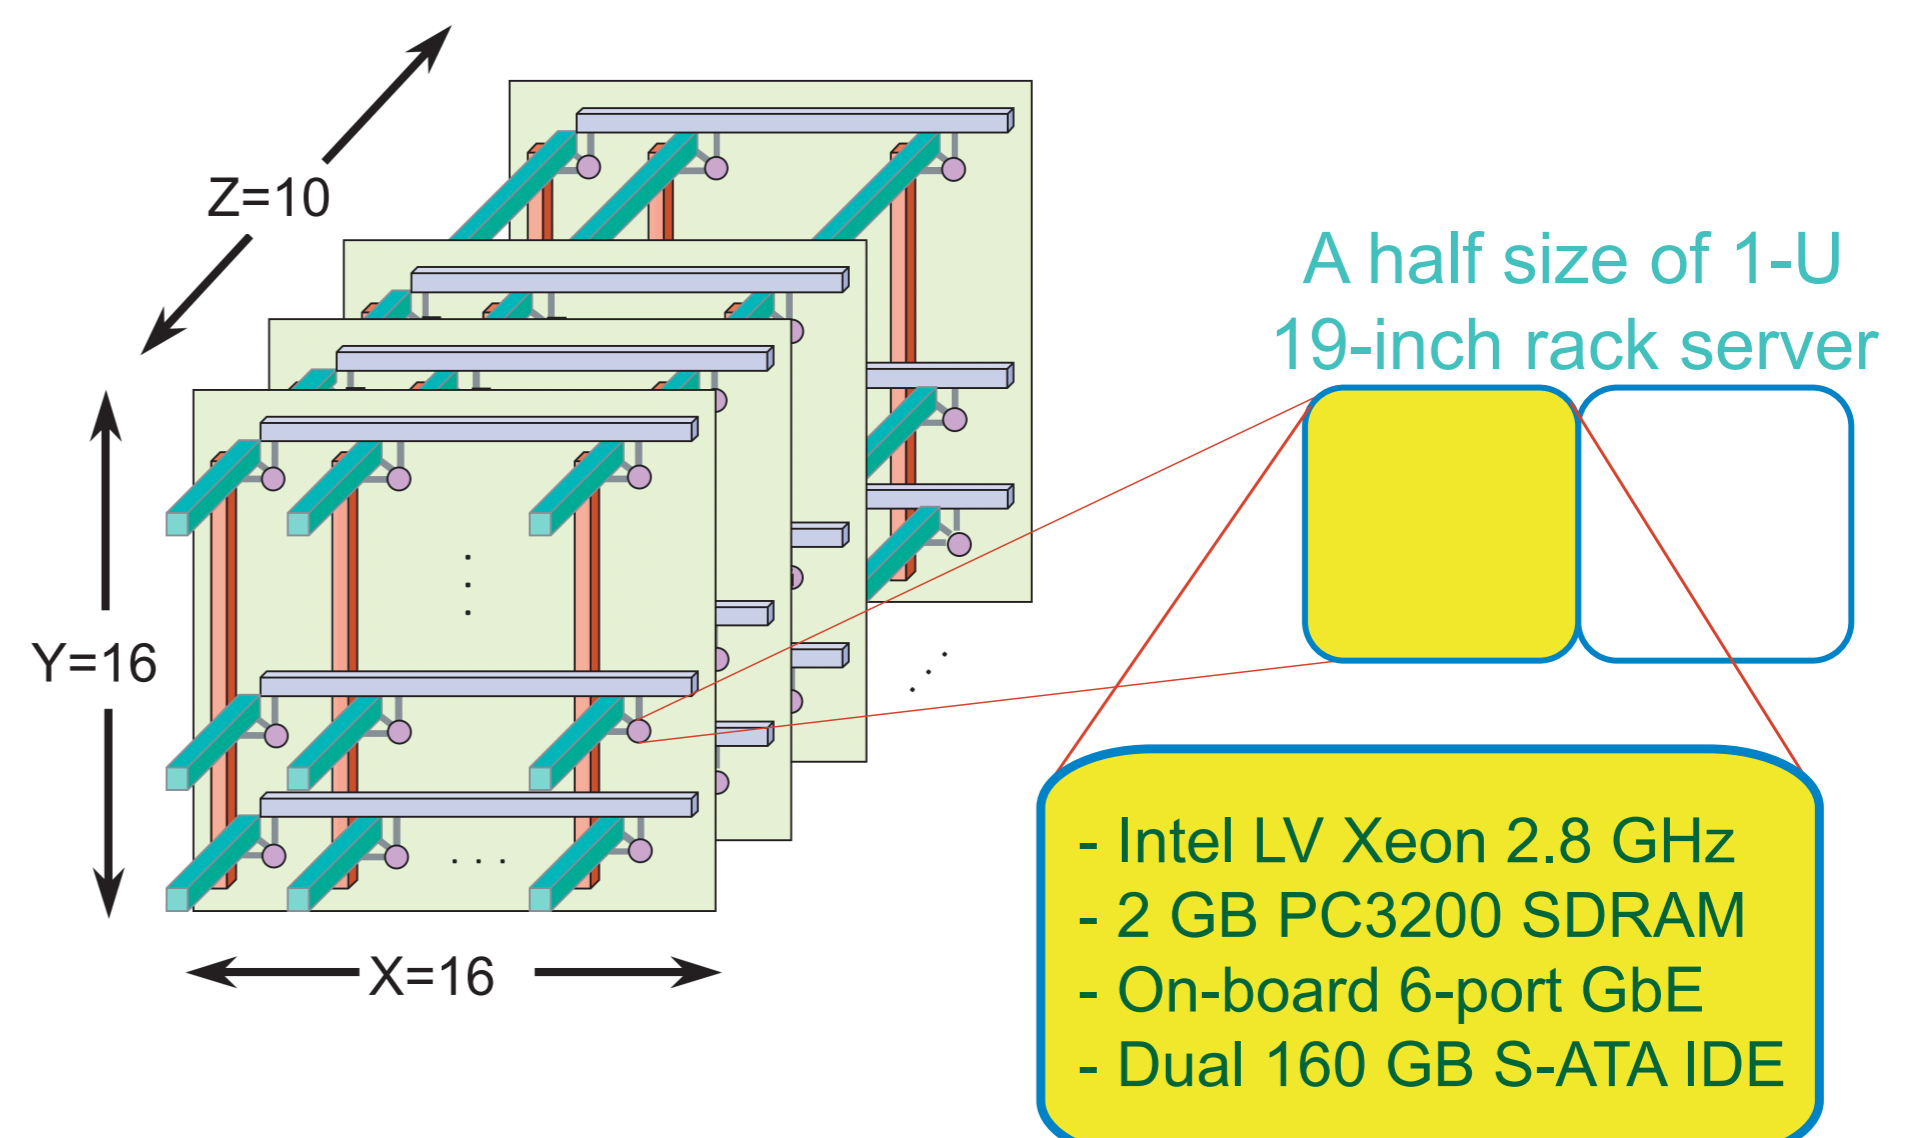 Z=10
A half size of 1-U
19-inch rack server
Y=16
. . .
X=16
- Intel LV Xeon 2.8 GHz
- 2 GB PC3200 SDRAM
- On-board 6-port GbE
- Dual 160 GB S-ATA IDE